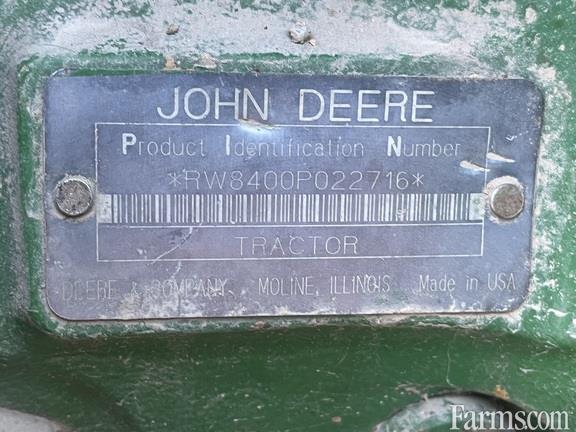 JOHN DEERE
Product Identification Number
*RW8400P022716*
TRACTOR
DEERE & COMPANY MOLINE, ILLINOIS Made in USA
Farms.com